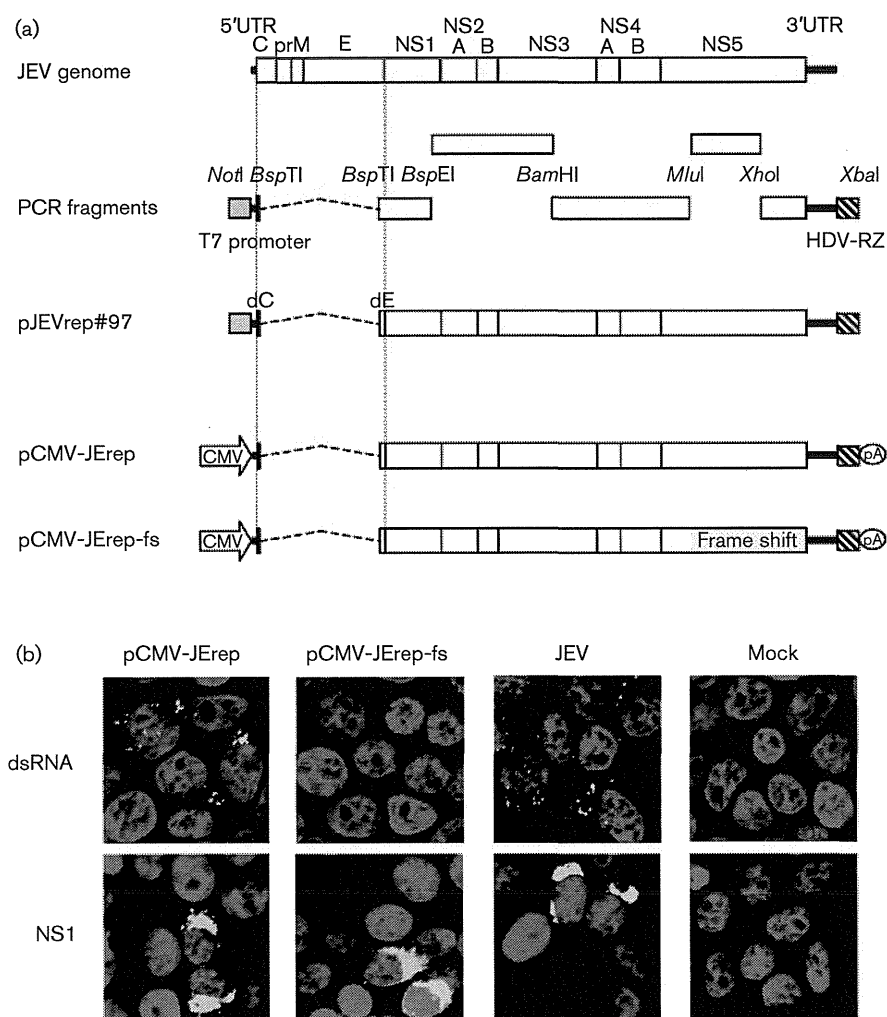 (a)
5′UTR
NS2
NS4
3′UTR
C prM E NS1 A B NS3 A B NS5
JEV genome
NotI BspTI BspTI BspEI BamHI MluI XhoI XbaI
PCR fragments
T7 promoter
HDV-RZ
dC dE
pJEVrep#97
pCMV-JErep
CMV
pA
pCMV-JErep-fs
CMV
Frame shift
pA
(b)
pCMV-JErep pCMV-JErep-fs JEV Mock
dsRNA
NS1